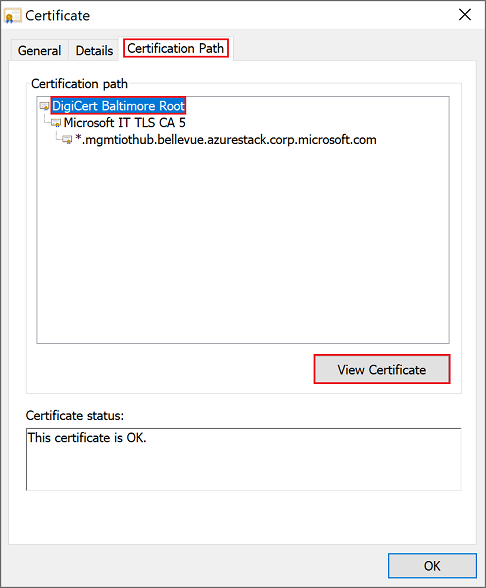 Certificate
General Details Certification Path
Certification path
DigiCert Baltimore Root
Microsoft IT TLS CA 5
*.mgmtiothub.bellevue.azurestack.corp.microsoft.com
View Certificate
Certificate status:
This certificate is OK.
OK